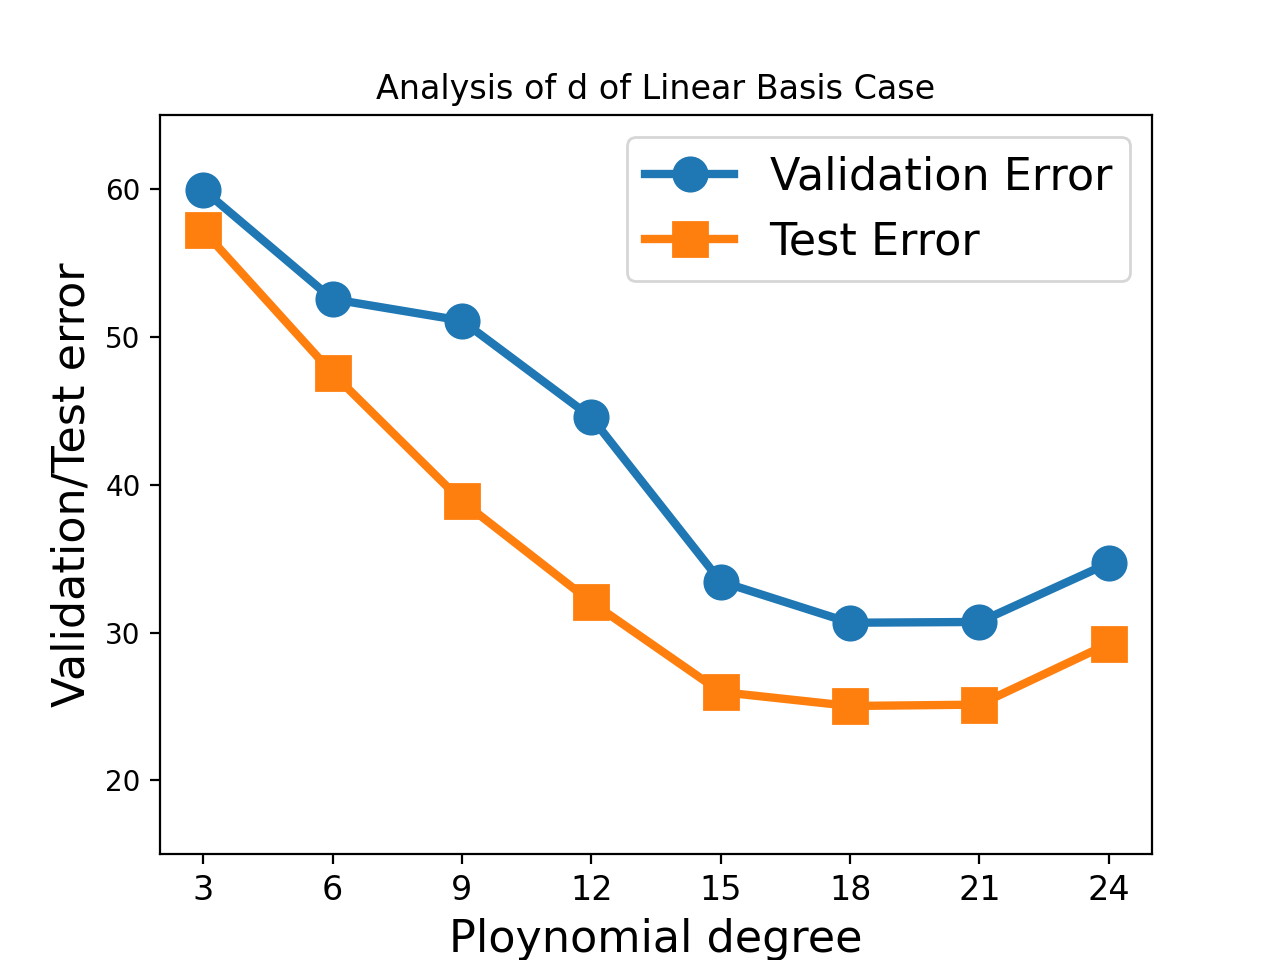 Analysis of d of Linear Basis Case
Validation Error
Test Error
Validation/Test error
60
50
40
30
20
3 6 9 12 15 18 21 24
Ploynomial degree